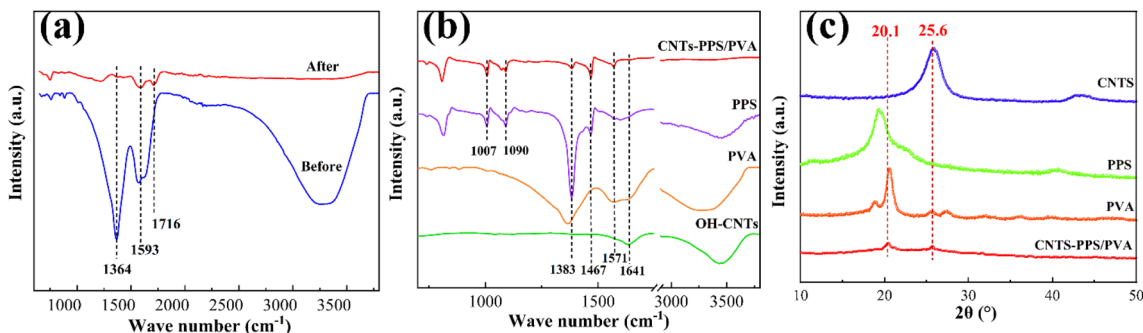 (a)
After
Before
1716
1593
1364
Intensity (a.u.)
1000 1500 2000 2500 3000 3500
Wave number (cm⁻¹)
(b)
CNTs-PPS/PVA
PPS
1007 1090
PVA
OH-CNTs
1383 1467 1571 1641
Intensity (a.u.)
1000 1500 3000 3500
Wave number (cm⁻¹)
(c)
20.1 25.6
CNTS
PPS
PVA
CNTS-PPS/PVA
Intensity (a.u.)
10 20 30 40 50
2θ (°)